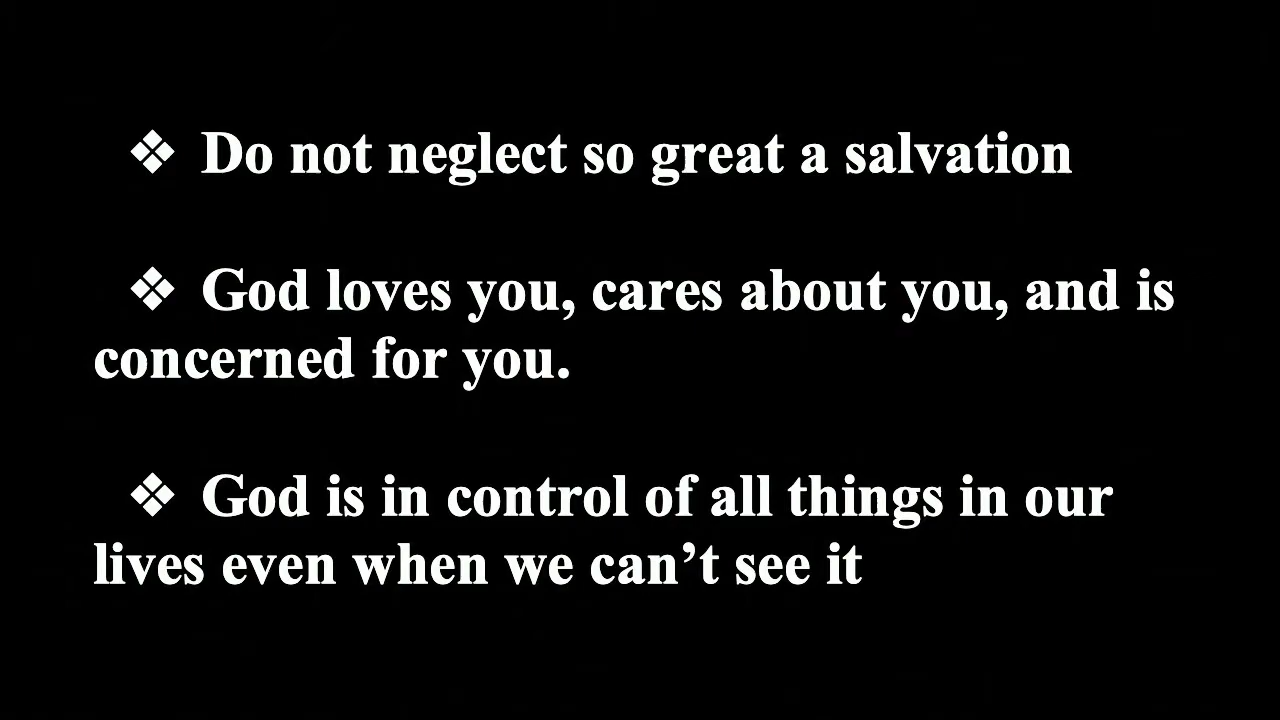 ❖ Do not neglect so great a salvation
❖ God loves you, cares about you, and is
concerned for you.
❖ God is in control of all things in our
lives even when we can’t see it